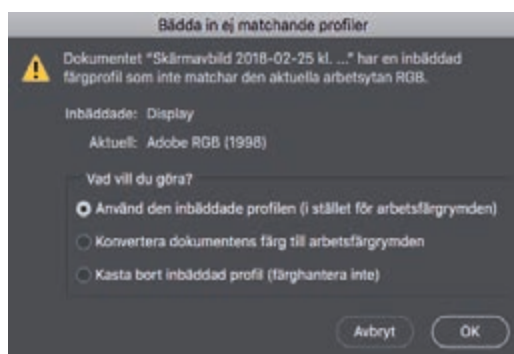 Bädda in ej matchande profiler
Dokumentet "Skärmavbild 2018-02-25 kl. ..." har en inbäddad
färgprofil som inte matchar den aktuella arbetsytan RGB.
Inbäddade: Display
Aktuell: Adobe RGB (1998)
Vad vill du göra?
Använd den inbäddade profilen (i stället för arbetsfärgrymden)
Konvertera dokumentens färg till arbetsfärgrymden
Kasta bort inbäddad profil (färghantera inte)
Avbryt OK